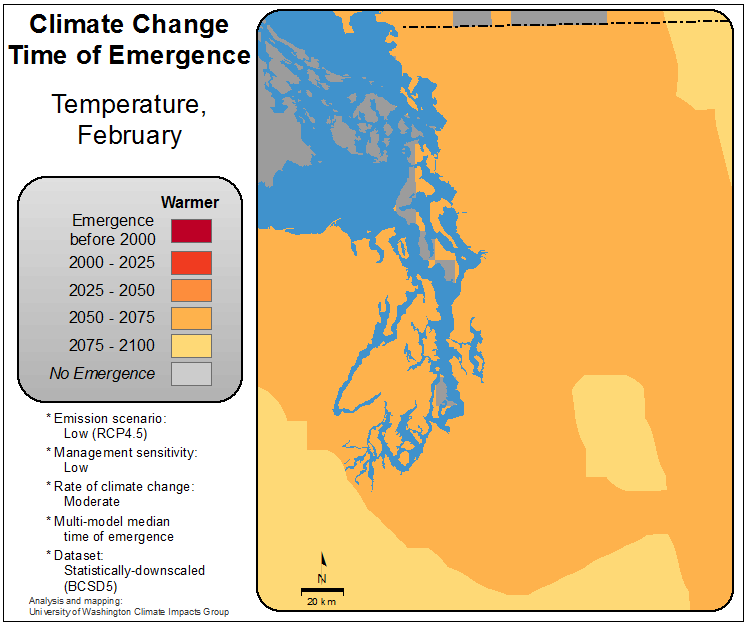 Climate Change
Time of Emergence
Temperature,
February
Warmer
Emergence
before 2000
2000 - 2025
2025 - 2050
2050 - 2075
2075 - 2100
No Emergence
* Emission scenario:
Low (RCP4.5)
* Management sensitivity:
Low
* Rate of climate change:
Moderate
* Multi-model median
time of emergence
* Dataset:
Statistically-downscaled
(BCSD5)
Analysis and mapping:
University of Washington Climate Impacts Group
N
20 km